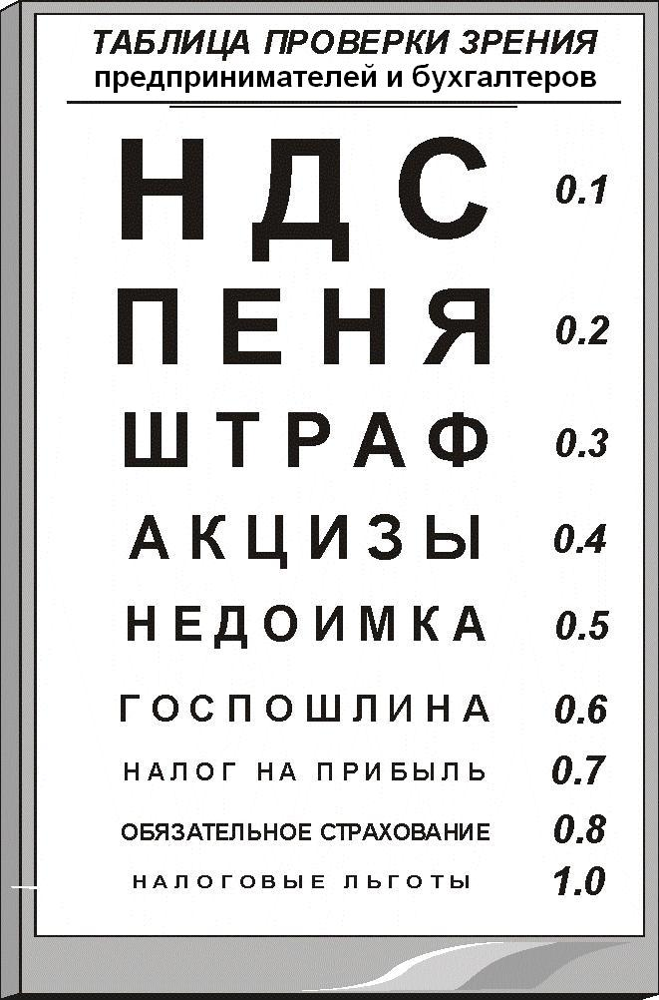 ТАБЛИЦА ПРОВЕРКИ ЗРЕНИЯ
предпринимателей и бухгалтеров
НДС 0.1
ПЕНЯ 0.2
ШТРАФ 0.3
АКЦИЗЫ 0.4
НЕДОИМКА 0.5
ГОСПОШЛИНА 0.6
НАЛОГ НА ПРИБЫЛЬ 0.7
ОБЯЗАТЕЛЬНОЕ СТРАХОВАНИЕ 0.8
НАЛОГОВЫЕ ЛЬГОТЫ 1.0